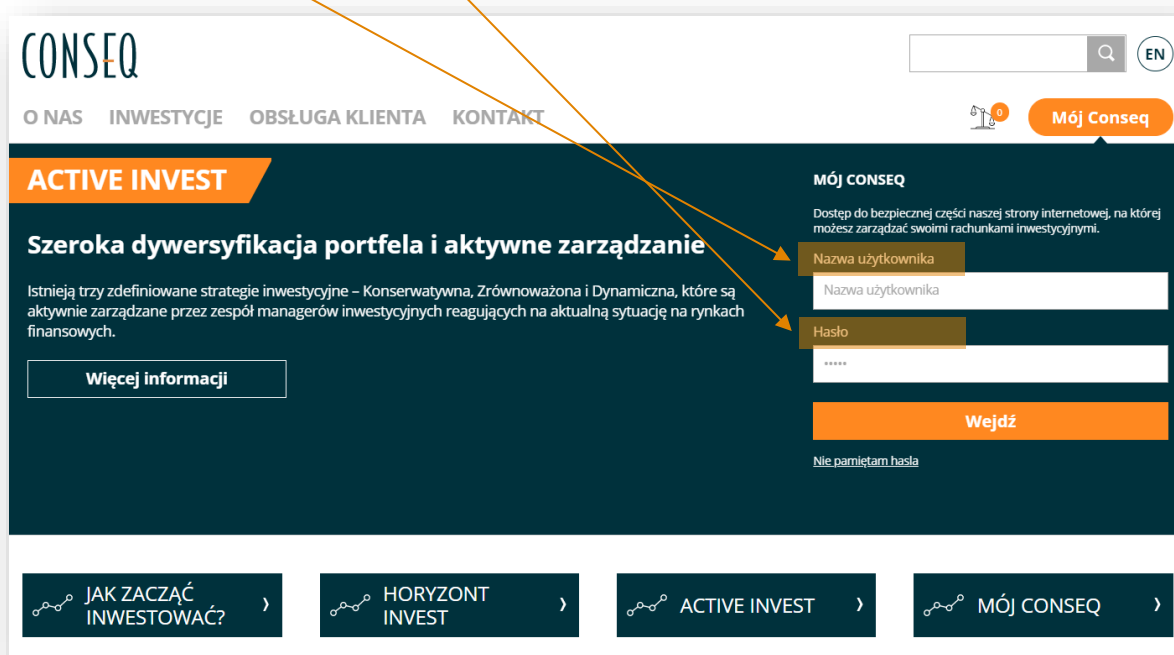 CONSEQ
EN
O NAS INWESTYCJE OBSŁUGA KLIENTA KONTAKT
0
Mój Conseq
ACTIVE INVEST
Szeroka dywersyfikacja portfela i aktywne zarządzanie
Istnieją trzy zdefiniowane strategie inwestycyjne – Konserwatywna, Zrównoważona i Dynamiczna, które są
aktywnie zarządzane przez zespół managerów inwestycyjnych reagujących na aktualną sytuację na rynkach
finansowych.
Więcej informacji
MÓJ CONSEQ
Dostęp do bezpiecznej części naszej strony internetowej, na której
możesz zarządzać swoimi rachunkami inwestycyjnymi.
Nazwa użytkownika
Nazwa użytkownika
Hasło
•••••
Wejdź
Nie pamiętam hasla
JAK ZACZĄĆ
INWESTOWAĆ?
HORYZONT
INVEST
ACTIVE INVEST
MÓJ CONSEQ